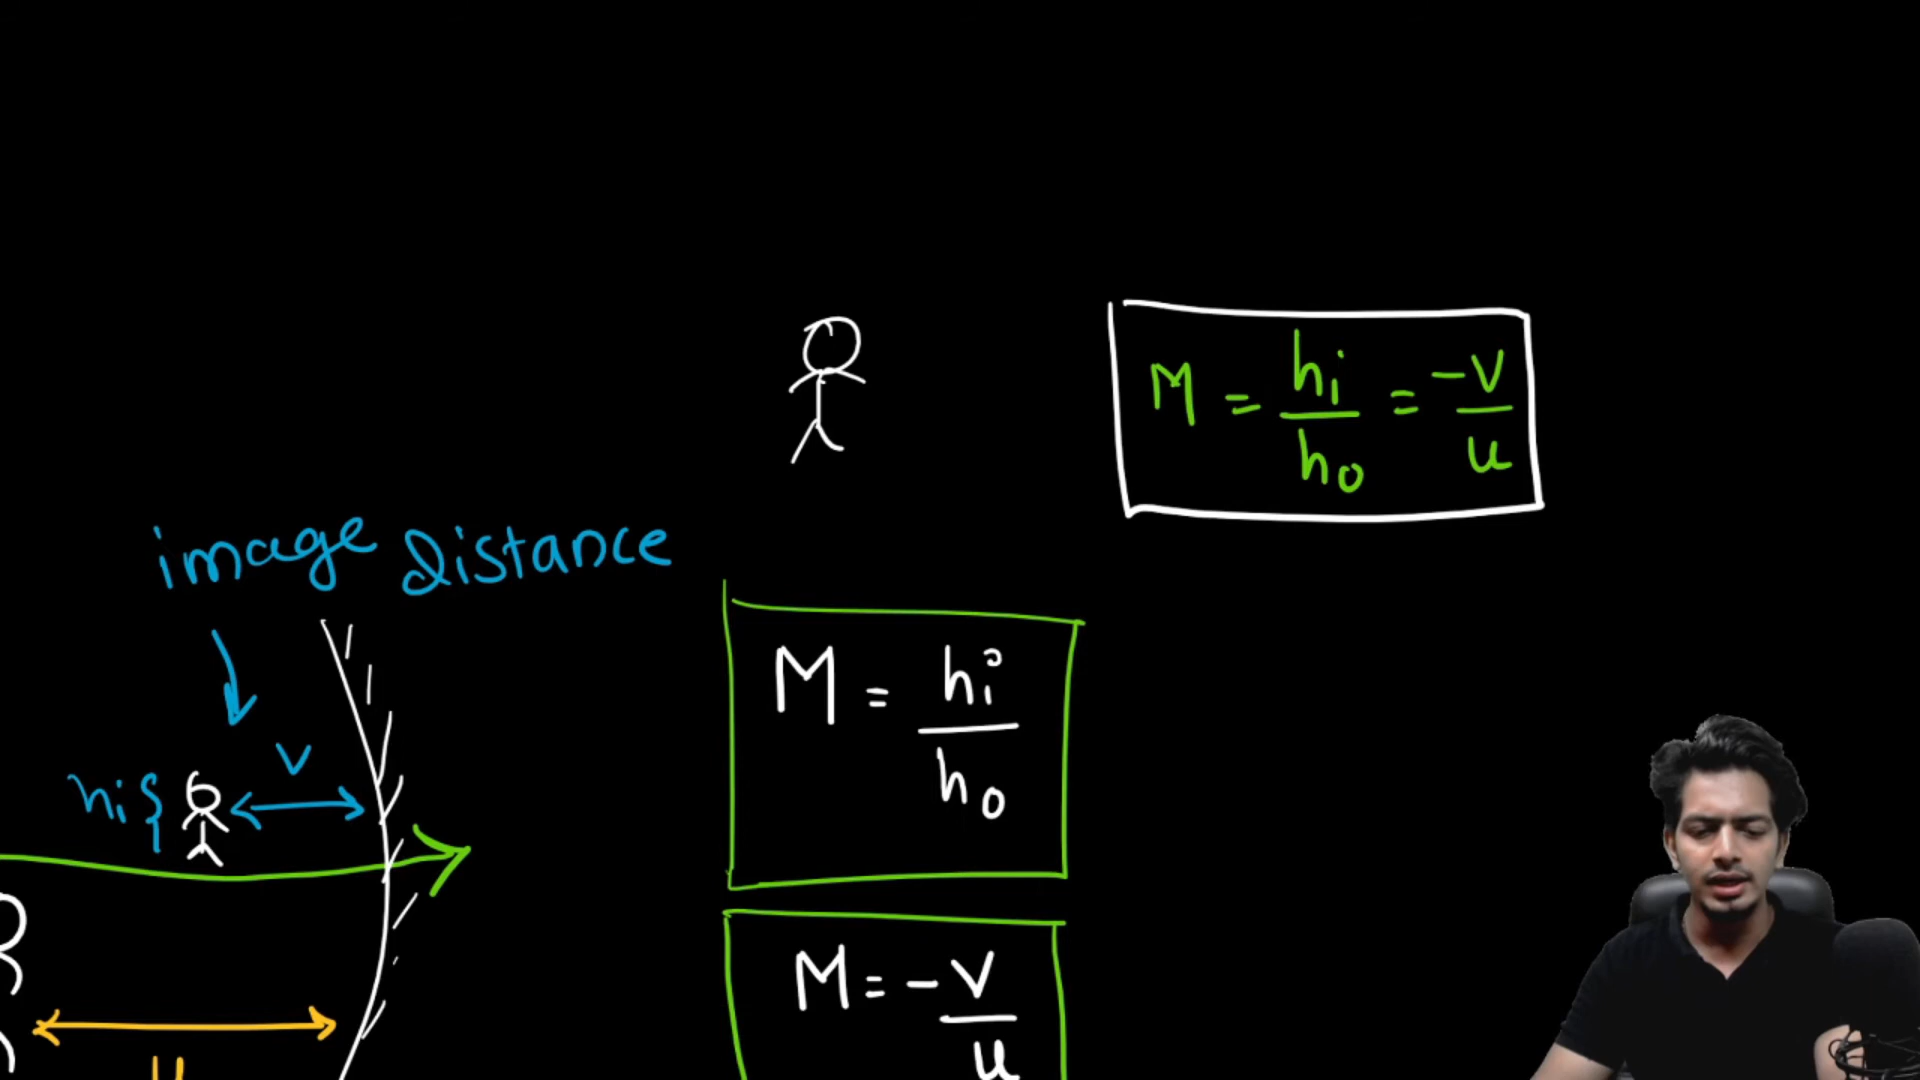 M = hi/ho = -v/u
image distance
M = hi/ho
v
hi {
M = - v/u
u